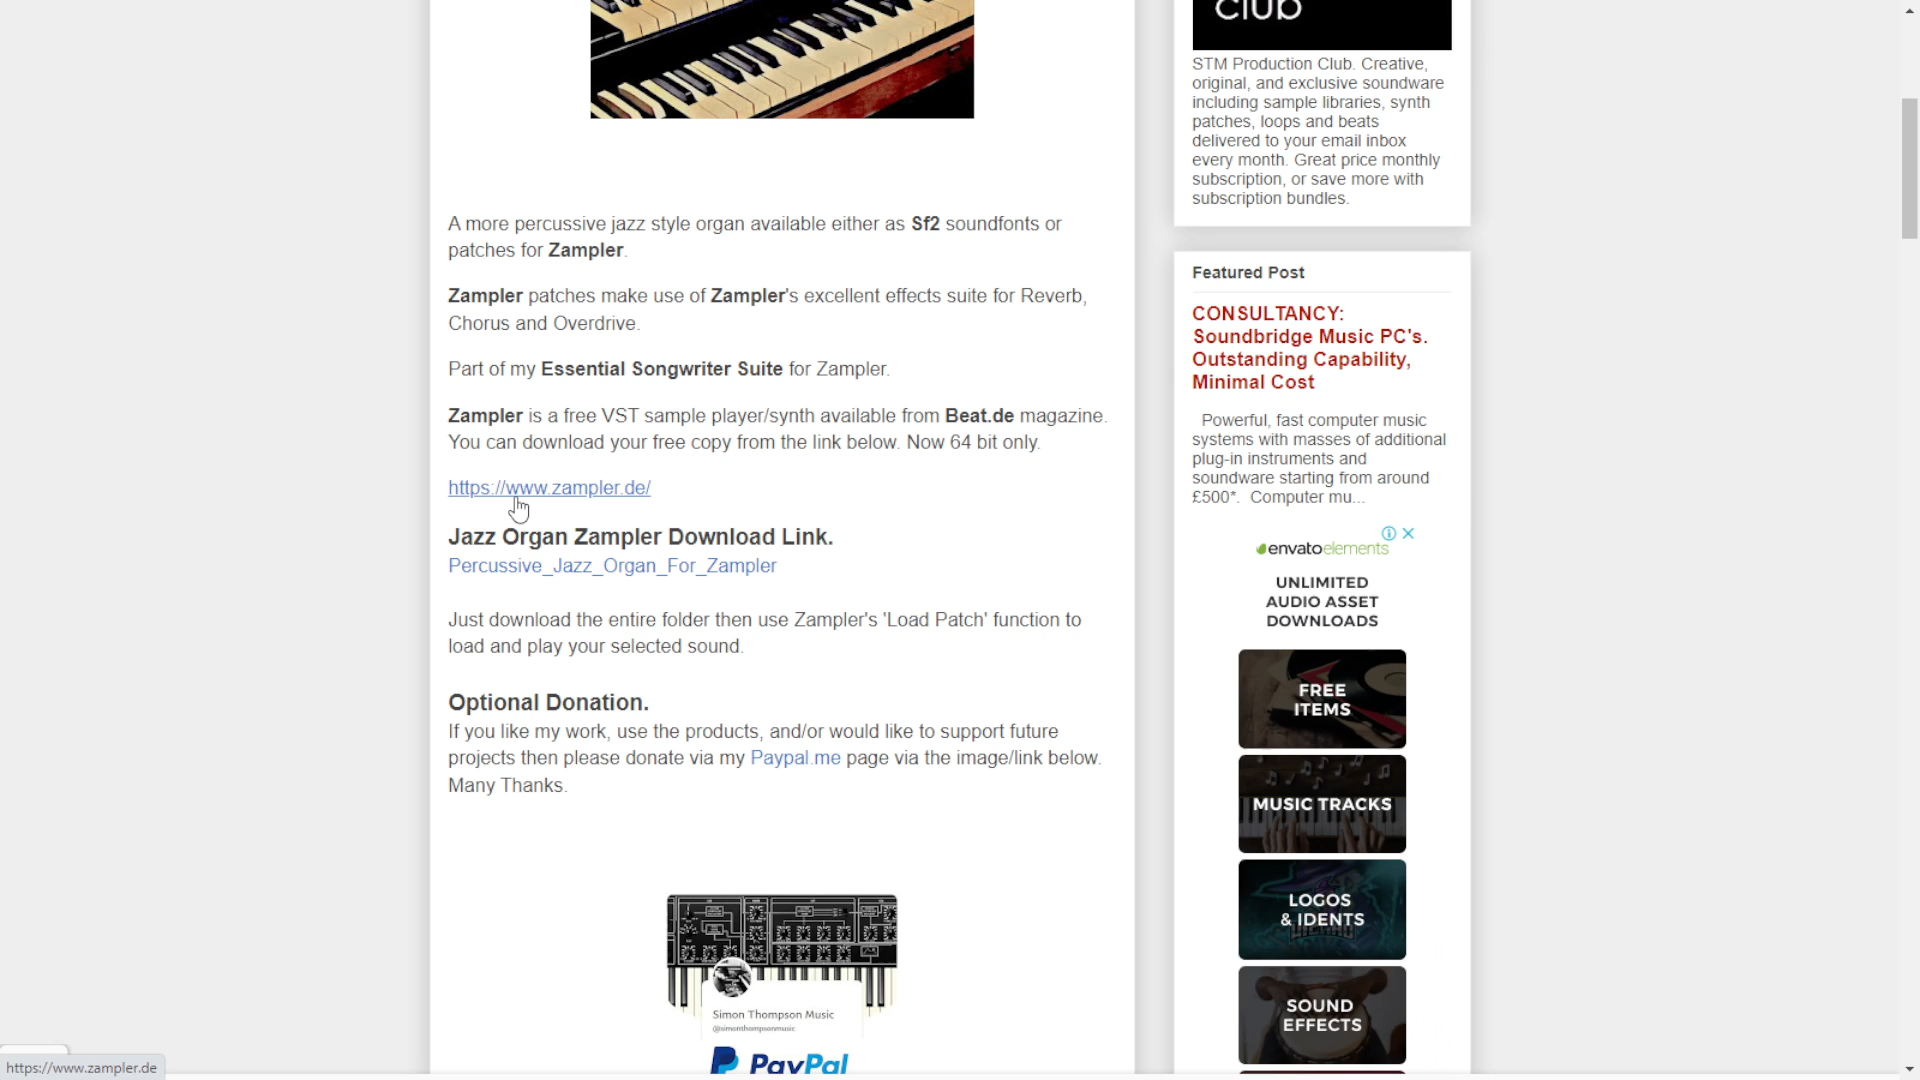 club
STM Production Club. Creative,
original, and exclusive soundware
including sample libraries, synth
patches, loops and beats
delivered to your email inbox
every month. Great price monthly
subscription, or save more with
subscription bundles.
A more percussive jazz style organ available either as Sf2 soundfonts or
patches for Zampler.
Zampler patches make use of Zampler's excellent effects suite for Reverb,
Chorus and Overdrive.
Part of my Essential Songwriter Suite for Zampler.
Zampler is a free VST sample player/synth available from Beat.de magazine.
You can download your free copy from the link below. Now 64 bit only.
https://www.zampler.de/
Jazz Organ Zampler Download Link.
Percussive_Jazz_Organ_For_Zampler
Just download the entire folder then use Zampler's 'Load Patch' function to
load and play your selected sound.
Optional Donation.
If you like my work, use the products, and/or would like to support future
projects then please donate via my Paypal.me page via the image/link below.
Many Thanks.
Simon Thompson Music
@simonthompsonmusic
PayPal
Featured Post
CONSULTANCY:
Soundbridge Music PC's.
Outstanding Capability,
Minimal Cost
Powerful, fast computer music
systems with masses of additional
plug-in instruments and
soundware starting from around
£500*. Computer mu...
envatoelements
UNLIMITED
AUDIO ASSET
DOWNLOADS
FREE
ITEMS
MUSIC TRACKS
LOGOS
& IDENTS
SOUND
EFFECTS
https://www.zampler.de